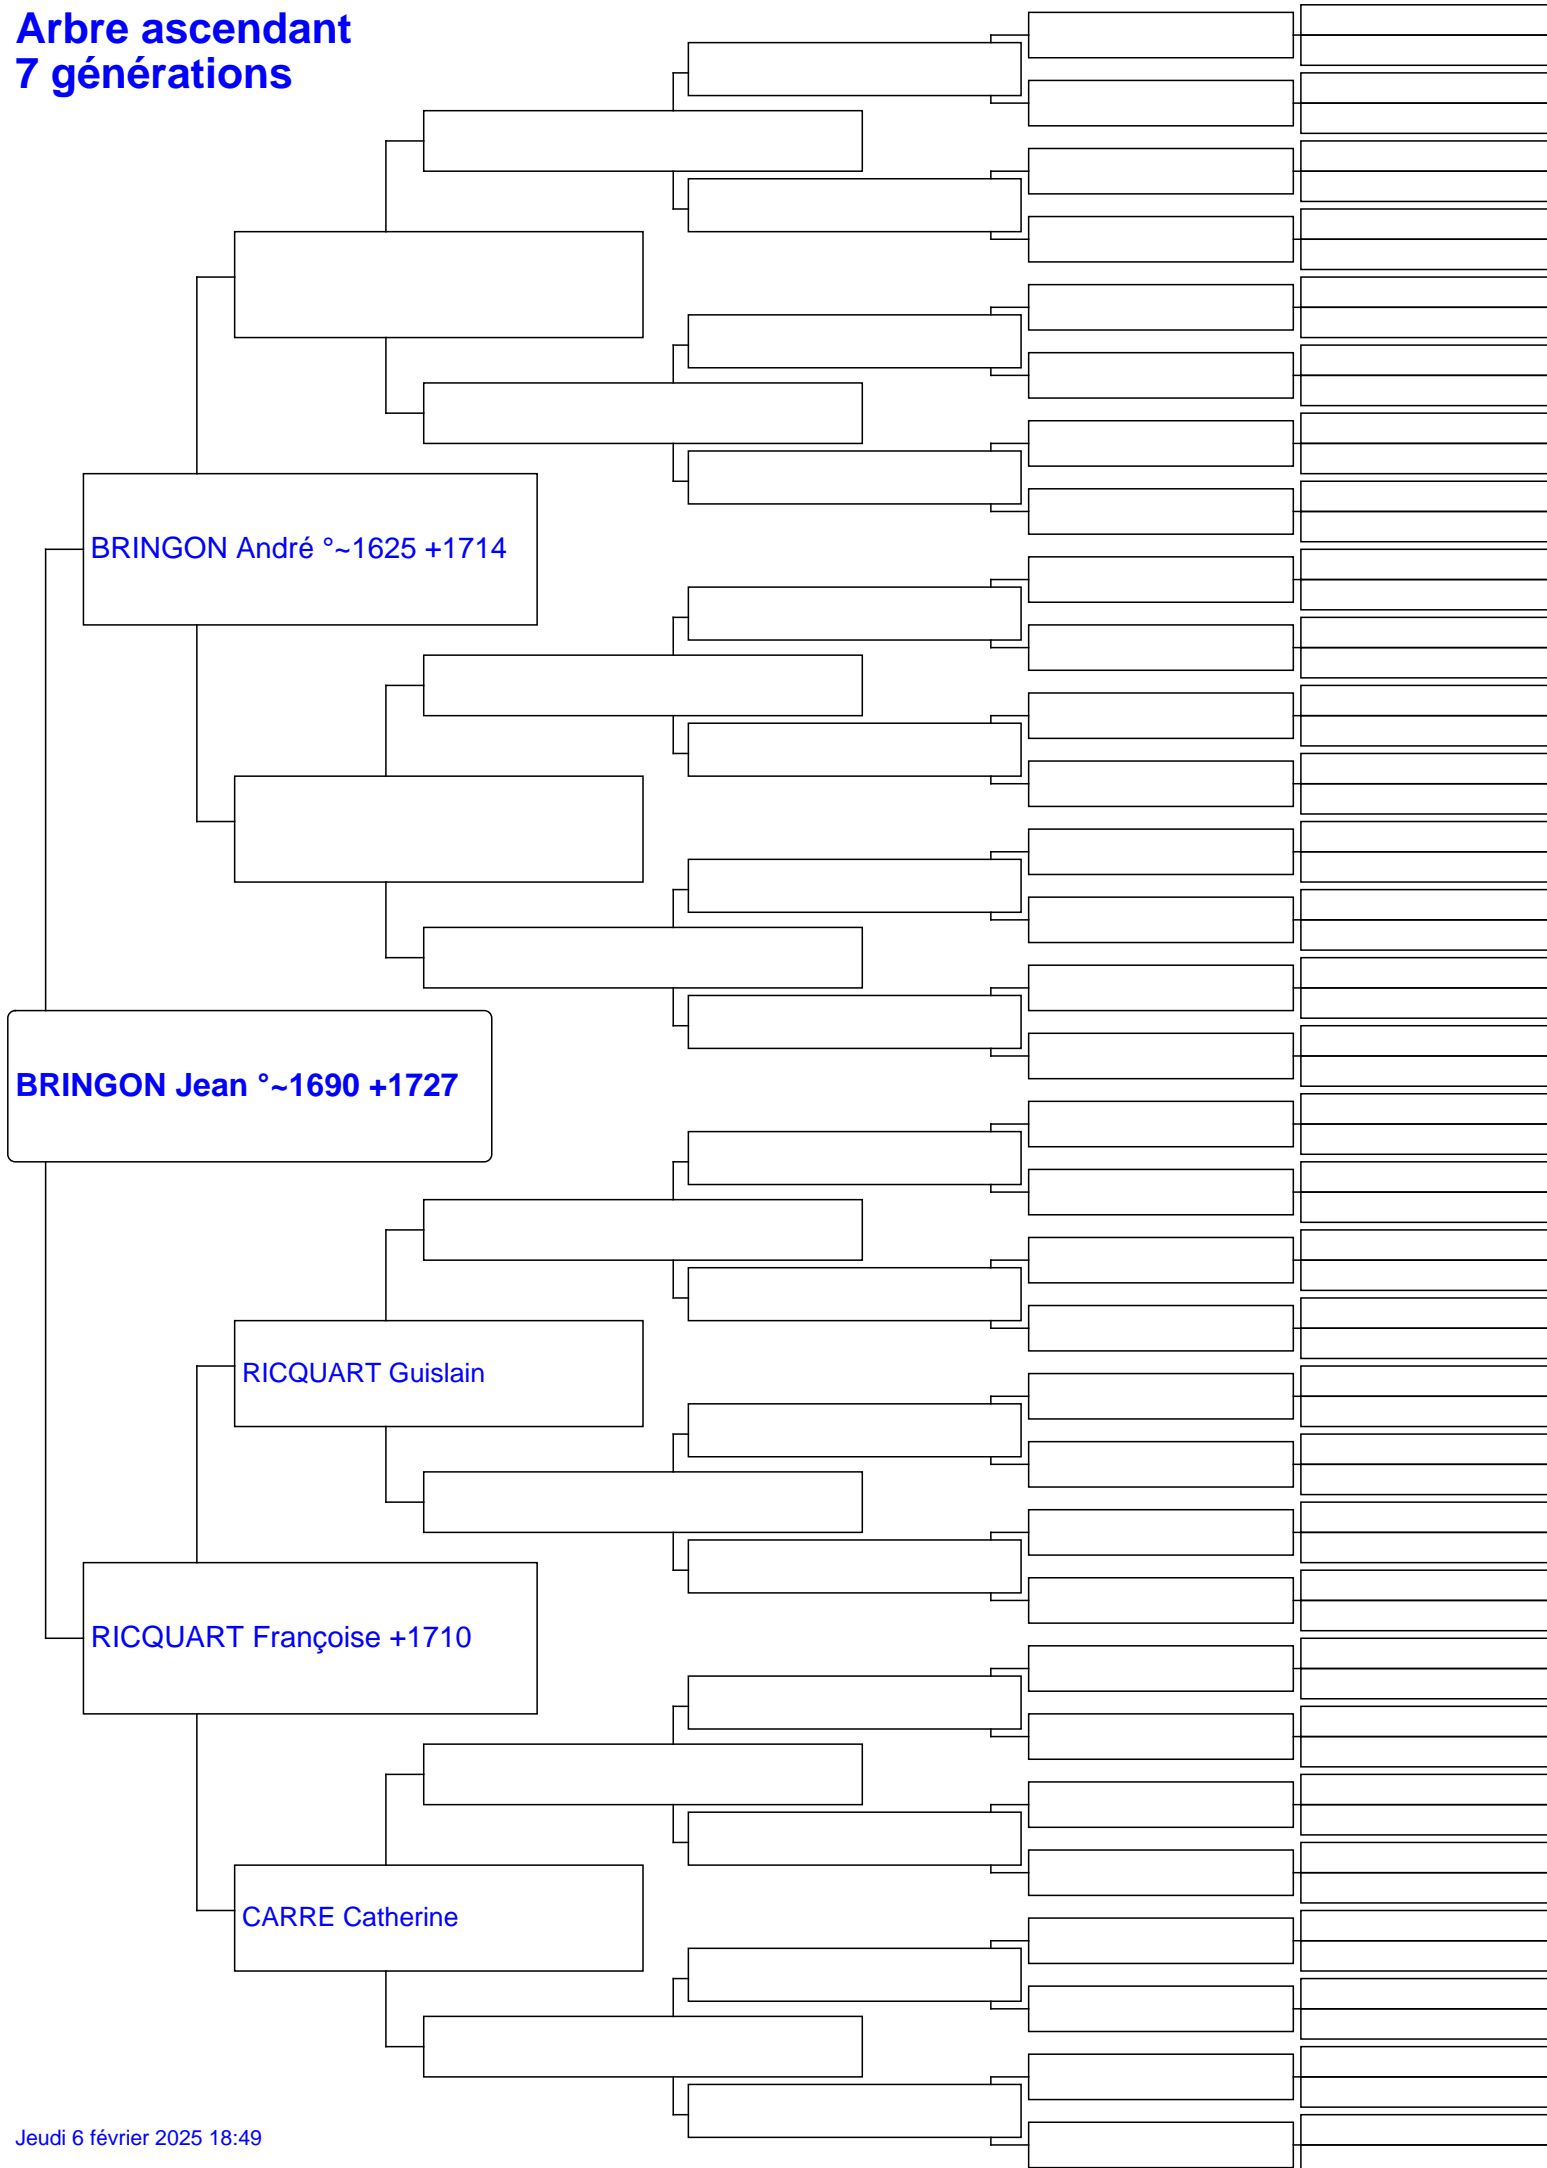 Arbre ascendant
7 générations
BRINGON André °~1625 +1714
BRINGON Jean °~1690 +1727
RICQUART Guislain
RICQUART Françoise +1710
CARRE Catherine
Jeudi 6 février 2025 18:49